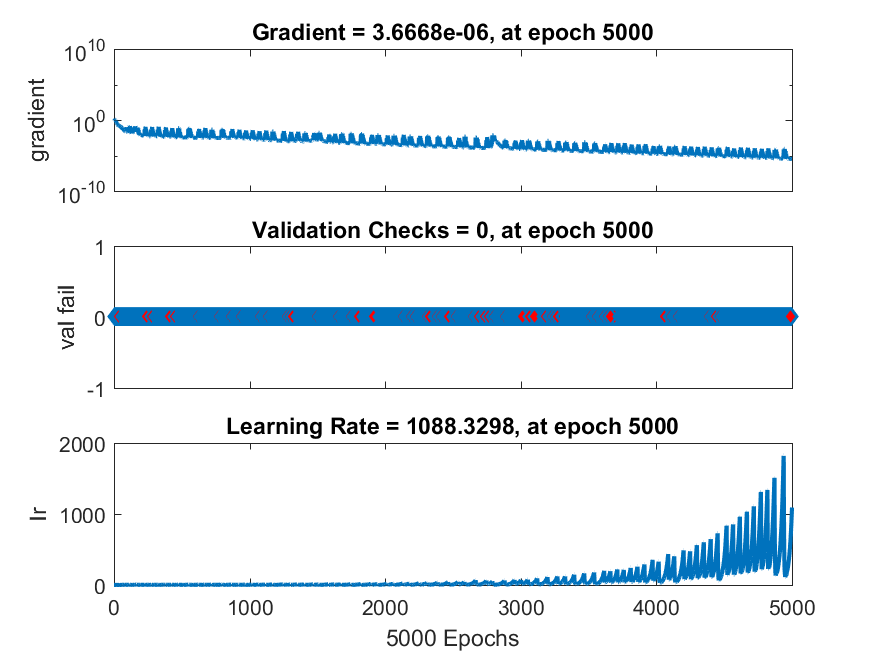 Gradient = 3.6668e-06, at epoch 5000
10^10
10^0
10^-10
gradient
Validation Checks = 0, at epoch 5000
1
0
-1
val fail
Learning Rate = 1088.3298, at epoch 5000
2000
1000
0
lr
0 1000 2000 3000 4000 5000
5000 Epochs